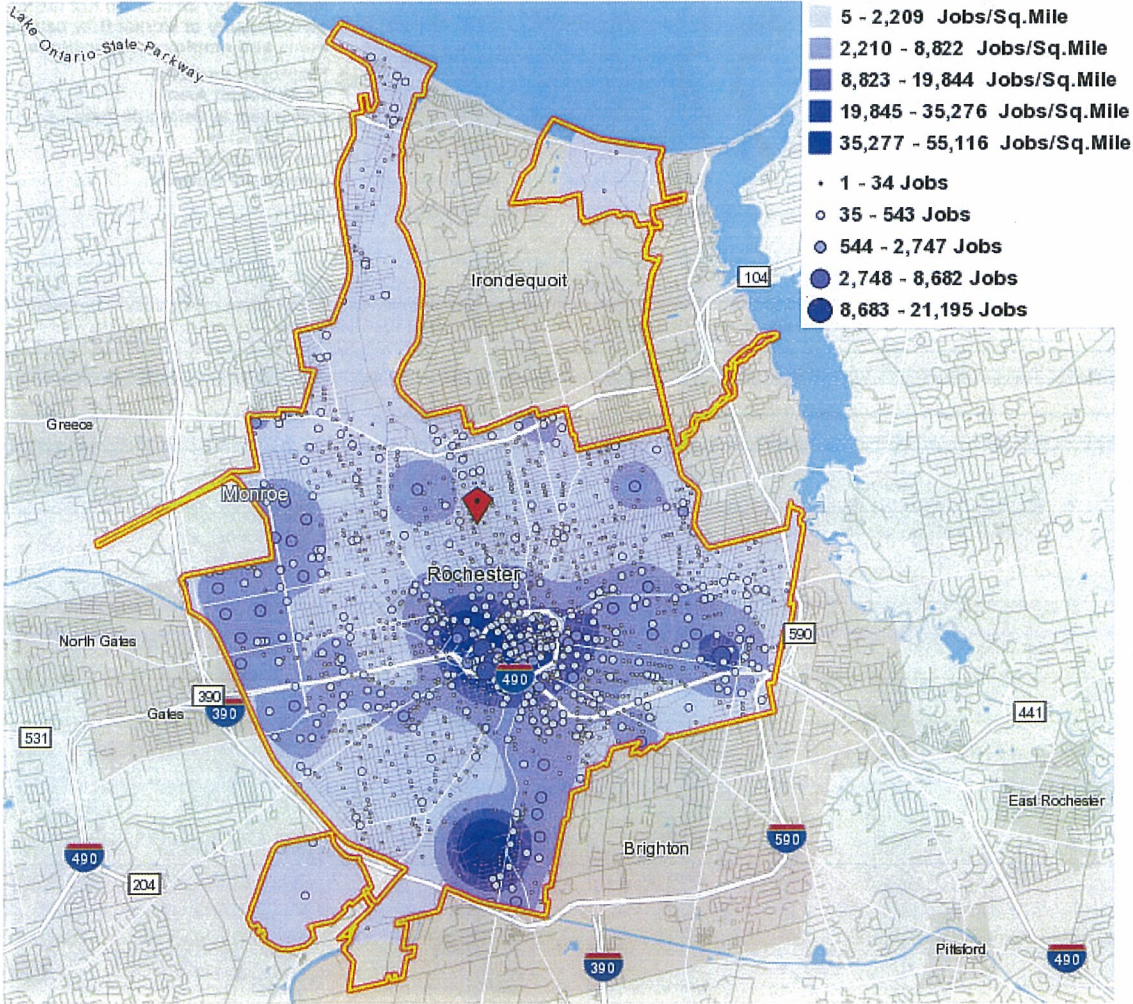 Lake Ontario State Parkway
5 - 2,209 Jobs/Sq.Mile
2,210 - 8,822 Jobs/Sq.Mile
8,823 - 19,844 Jobs/Sq.Mile
19,845 - 35,276 Jobs/Sq.Mile
35,277 - 55,116 Jobs/Sq.Mile
1 - 34 Jobs
35 - 543 Jobs
544 - 2,747 Jobs
2,748 - 8,682 Jobs
8,683 - 21,195 Jobs
Irondequoit
104
Greece
Monroe
Rochester
North Gates
590
490
390
390
Gates
531
441
East Rochester
Brighton
590
490
204
390
Pittsford
490